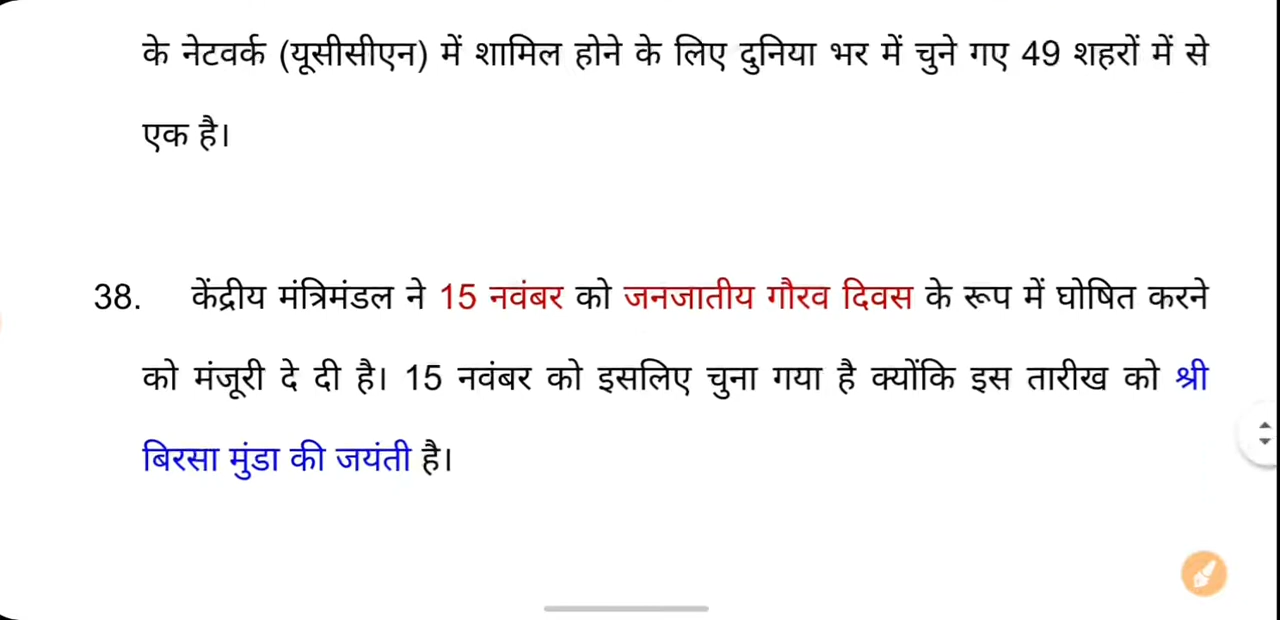 के नेटवर्क (यूसीसीएन) में शामिल होने के लिए दुनिया भर में चुने गए 49 शहरों में से
एक है।
38. केंद्रीय मंत्रिमंडल ने 15 नवंबर को जनजातीय गौरव दिवस के रूप में घोषित करने
को मंजूरी दे दी है। 15 नवंबर को इसलिए चुना गया है क्योंकि इस तारीख को श्री
बिरसा मुंडा की जयंती है।